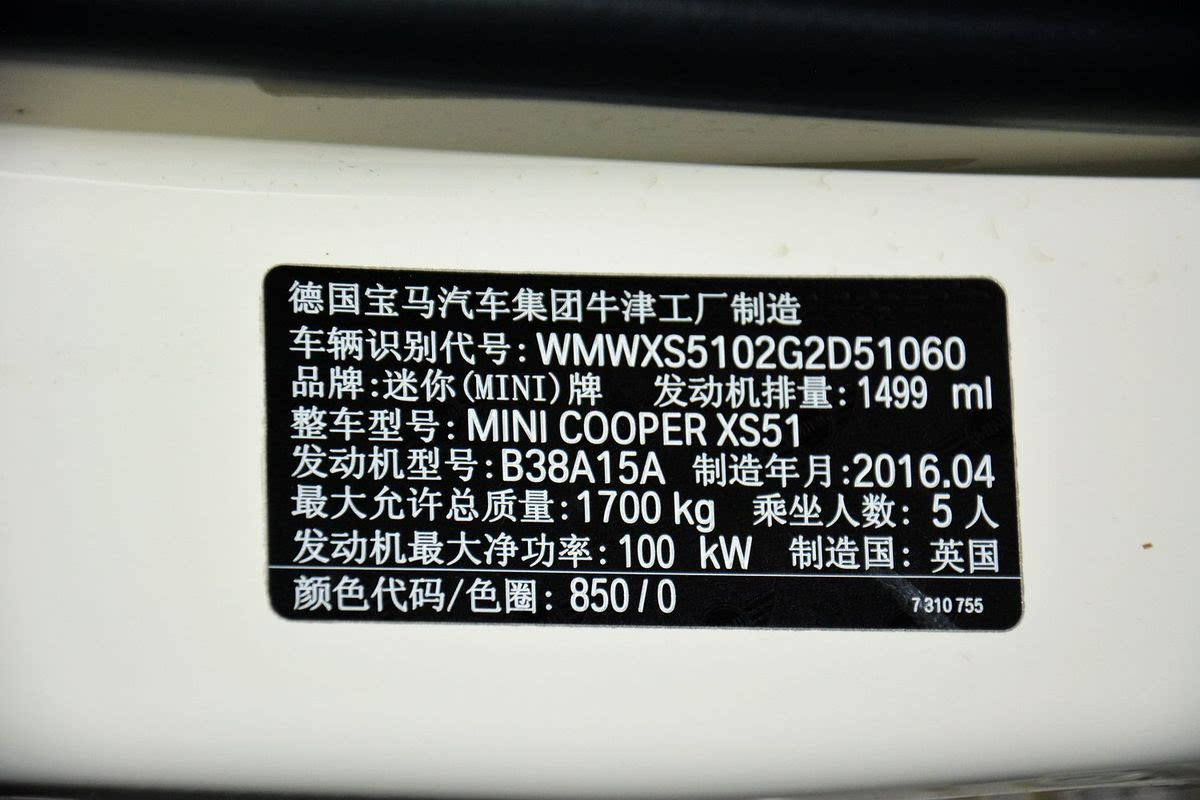 德国宝马汽车集团牛津工厂制造
车辆识别代号: WMWXS5102G2D51060
品牌:迷你(MINI)牌 发动机排量: 1499 ml
整车型号: MINI COOPER XS51
发动机型号: B38A15A 制造年月:2016.04
最大允许总质量:1700 kg 乘坐人数: 5 人
发动机最大净功率: 100 kW 制造国: 英国
颜色代码/色圈: 850 / 0 7 310 755